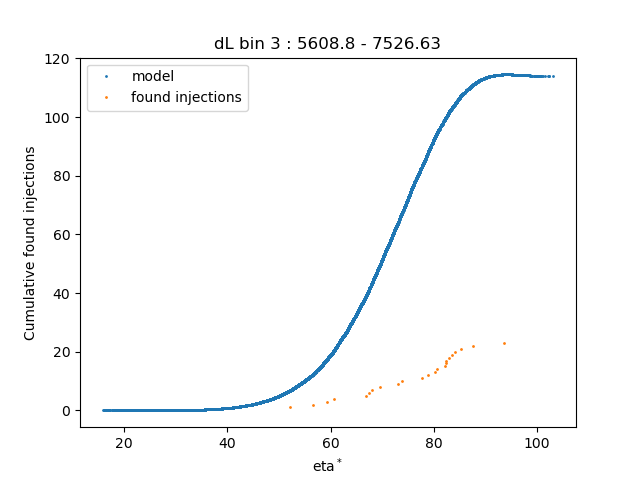 dL bin 3 : 5608.8 - 7526.63
model
found injections
Cumulative found injections
120
100
80
60
40
20
0
20 40 60 80 100
eta*